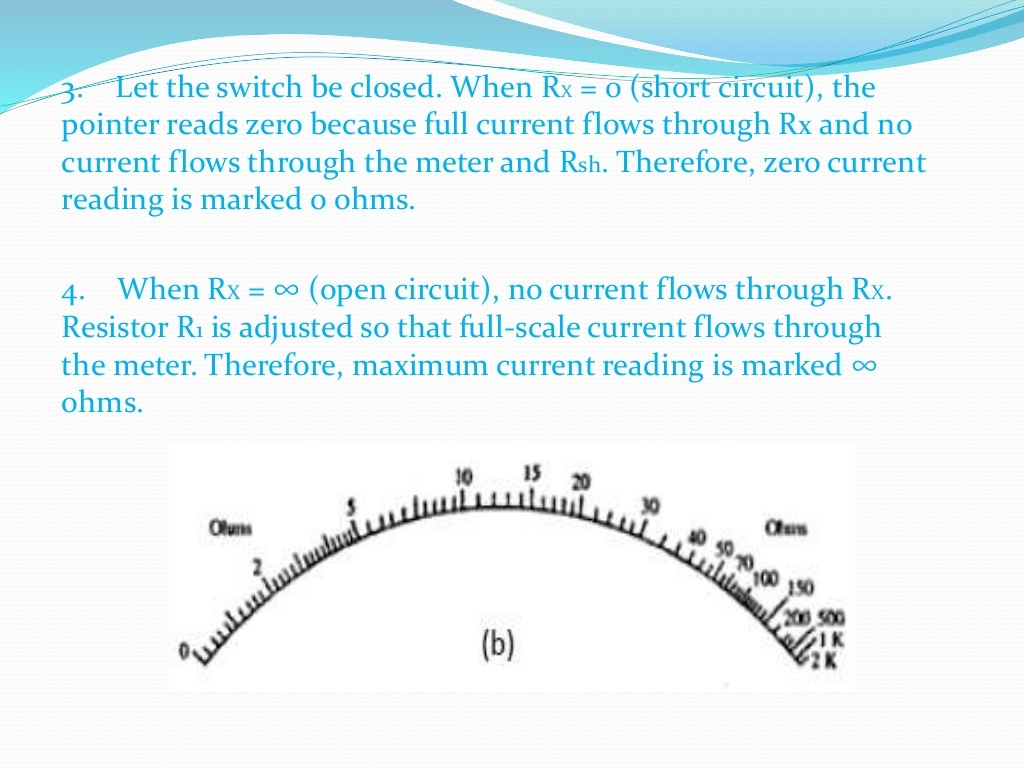 3. Let the switch be closed. When Rx = 0 (short circuit), the
pointer reads zero because full current flows through Rx and no
current flows through the meter and Rsh. Therefore, zero current
reading is marked 0 ohms.
4. When Rx = ∞ (open circuit), no current flows through Rx.
Resistor R1 is adjusted so that full-scale current flows through
the meter. Therefore, maximum current reading is marked ∞
ohms.
Ohms
0 2 5 10 15 20 30 40 50 70 100 150 200 500 1 K 2 K
Ohms
(b)